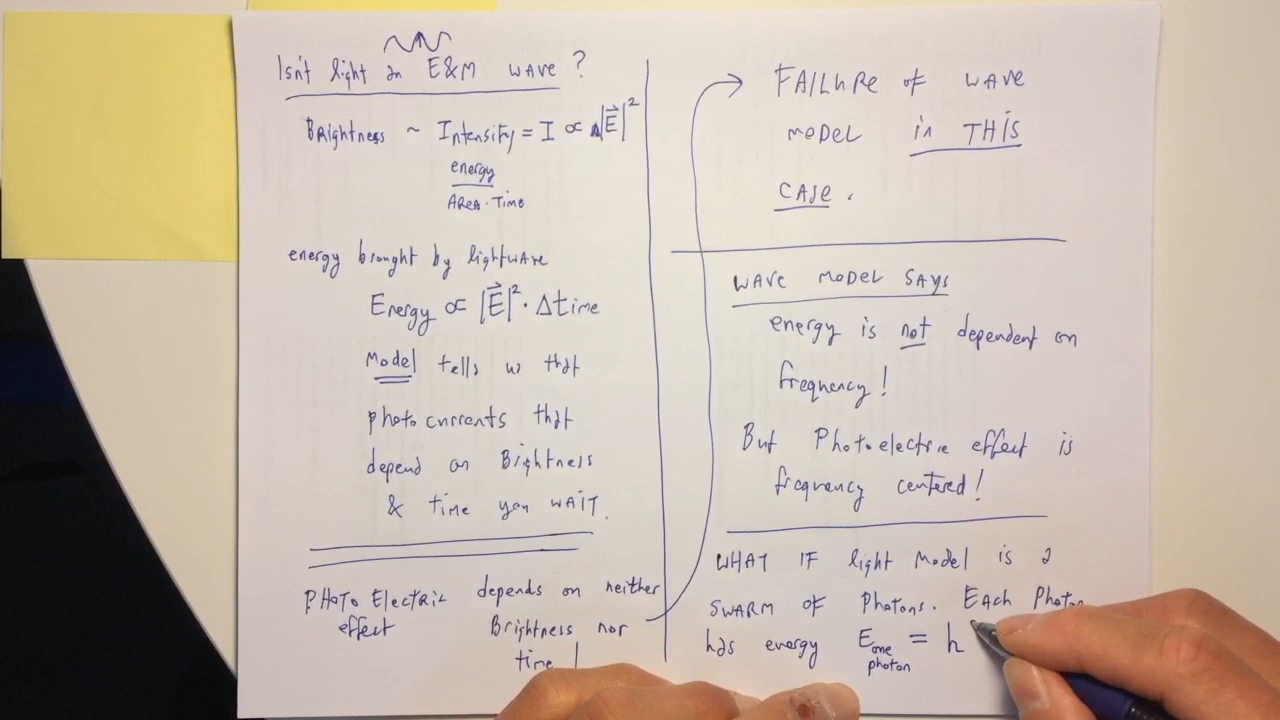 Isn't light an E&M wave ?
Brightness ~ Intensity = I ∝ |E⃗|²
energy
Area · Time
energy brought by lightwave
Energy ∝ |E⃗|² · Δtime
Model tells us that
photocurrents that
depend on Brightness
& time you WAIT.
PHOTO Electric depends on neither
effect Brightness nor
time !
FAILURE of wave
MODEL in THIS
CASE.
WAVE MODEL SAYS
energy is not dependent on
frequency!
But Photoelectric effect is
frequency centered!
WHAT IF light Model is a
SWARM OF Photons. Each Photon
has energy E one photon = h